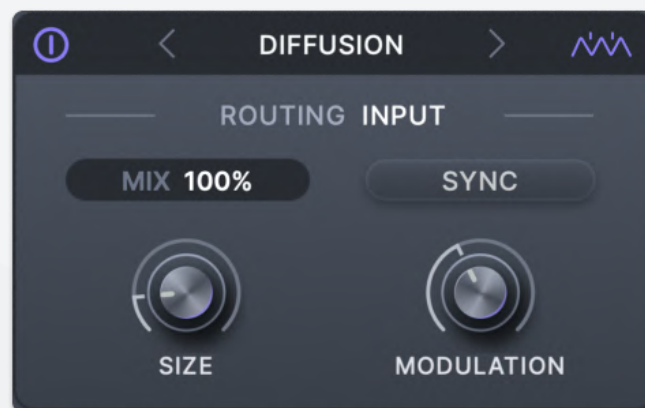 DIFFUSION
ROUTING INPUT
MIX 100%
SYNC
SIZE
MODULATION